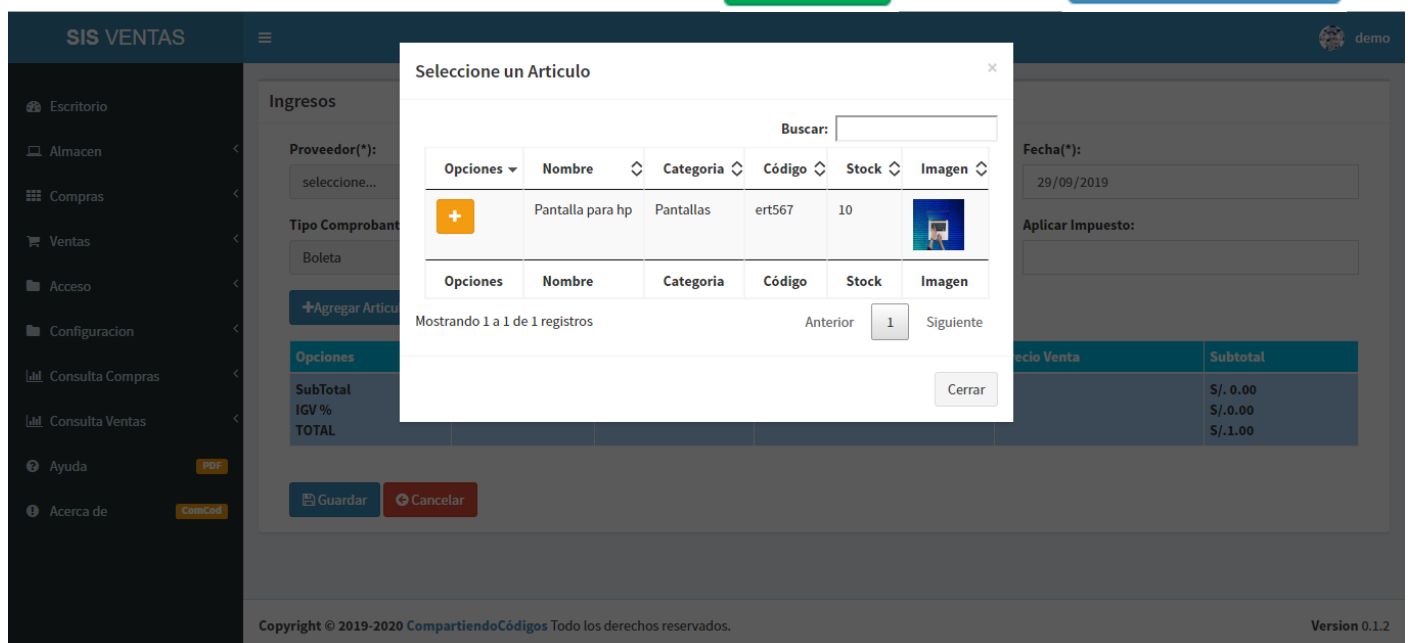 SIS VENTAS
demo
Seleccione un Articulo ×
Escritorio
Almacen
Compras
Ventas
Acceso
Configuracion
Consulta Compras
Consulta Ventas
Ayuda PDF
Acerca de ComCod
Ingresos
Buscar:
Opciones Nombre Categoria Código Stock Imagen
Pantalla para hp Pantallas ert567 10
Opciones Nombre Categoria Código Stock Imagen
Mostrando 1 a 1 de 1 registros Anterior 1 Siguiente
Cerrar
Proveedor(*): Fecha(*):
seleccione... 29/09/2019
Tipo Comprobant Aplicar Impuesto:
Boleta
+Agregar Articul
Opciones recio Venta Subtotal
SubTotal S/. 0.00
IGV % S/.0.00
TOTAL S/.1.00
Guardar Cancelar
Copyright © 2019-2020 CompartiendoCódigos Todo los derechos reservados. Version 0.1.2